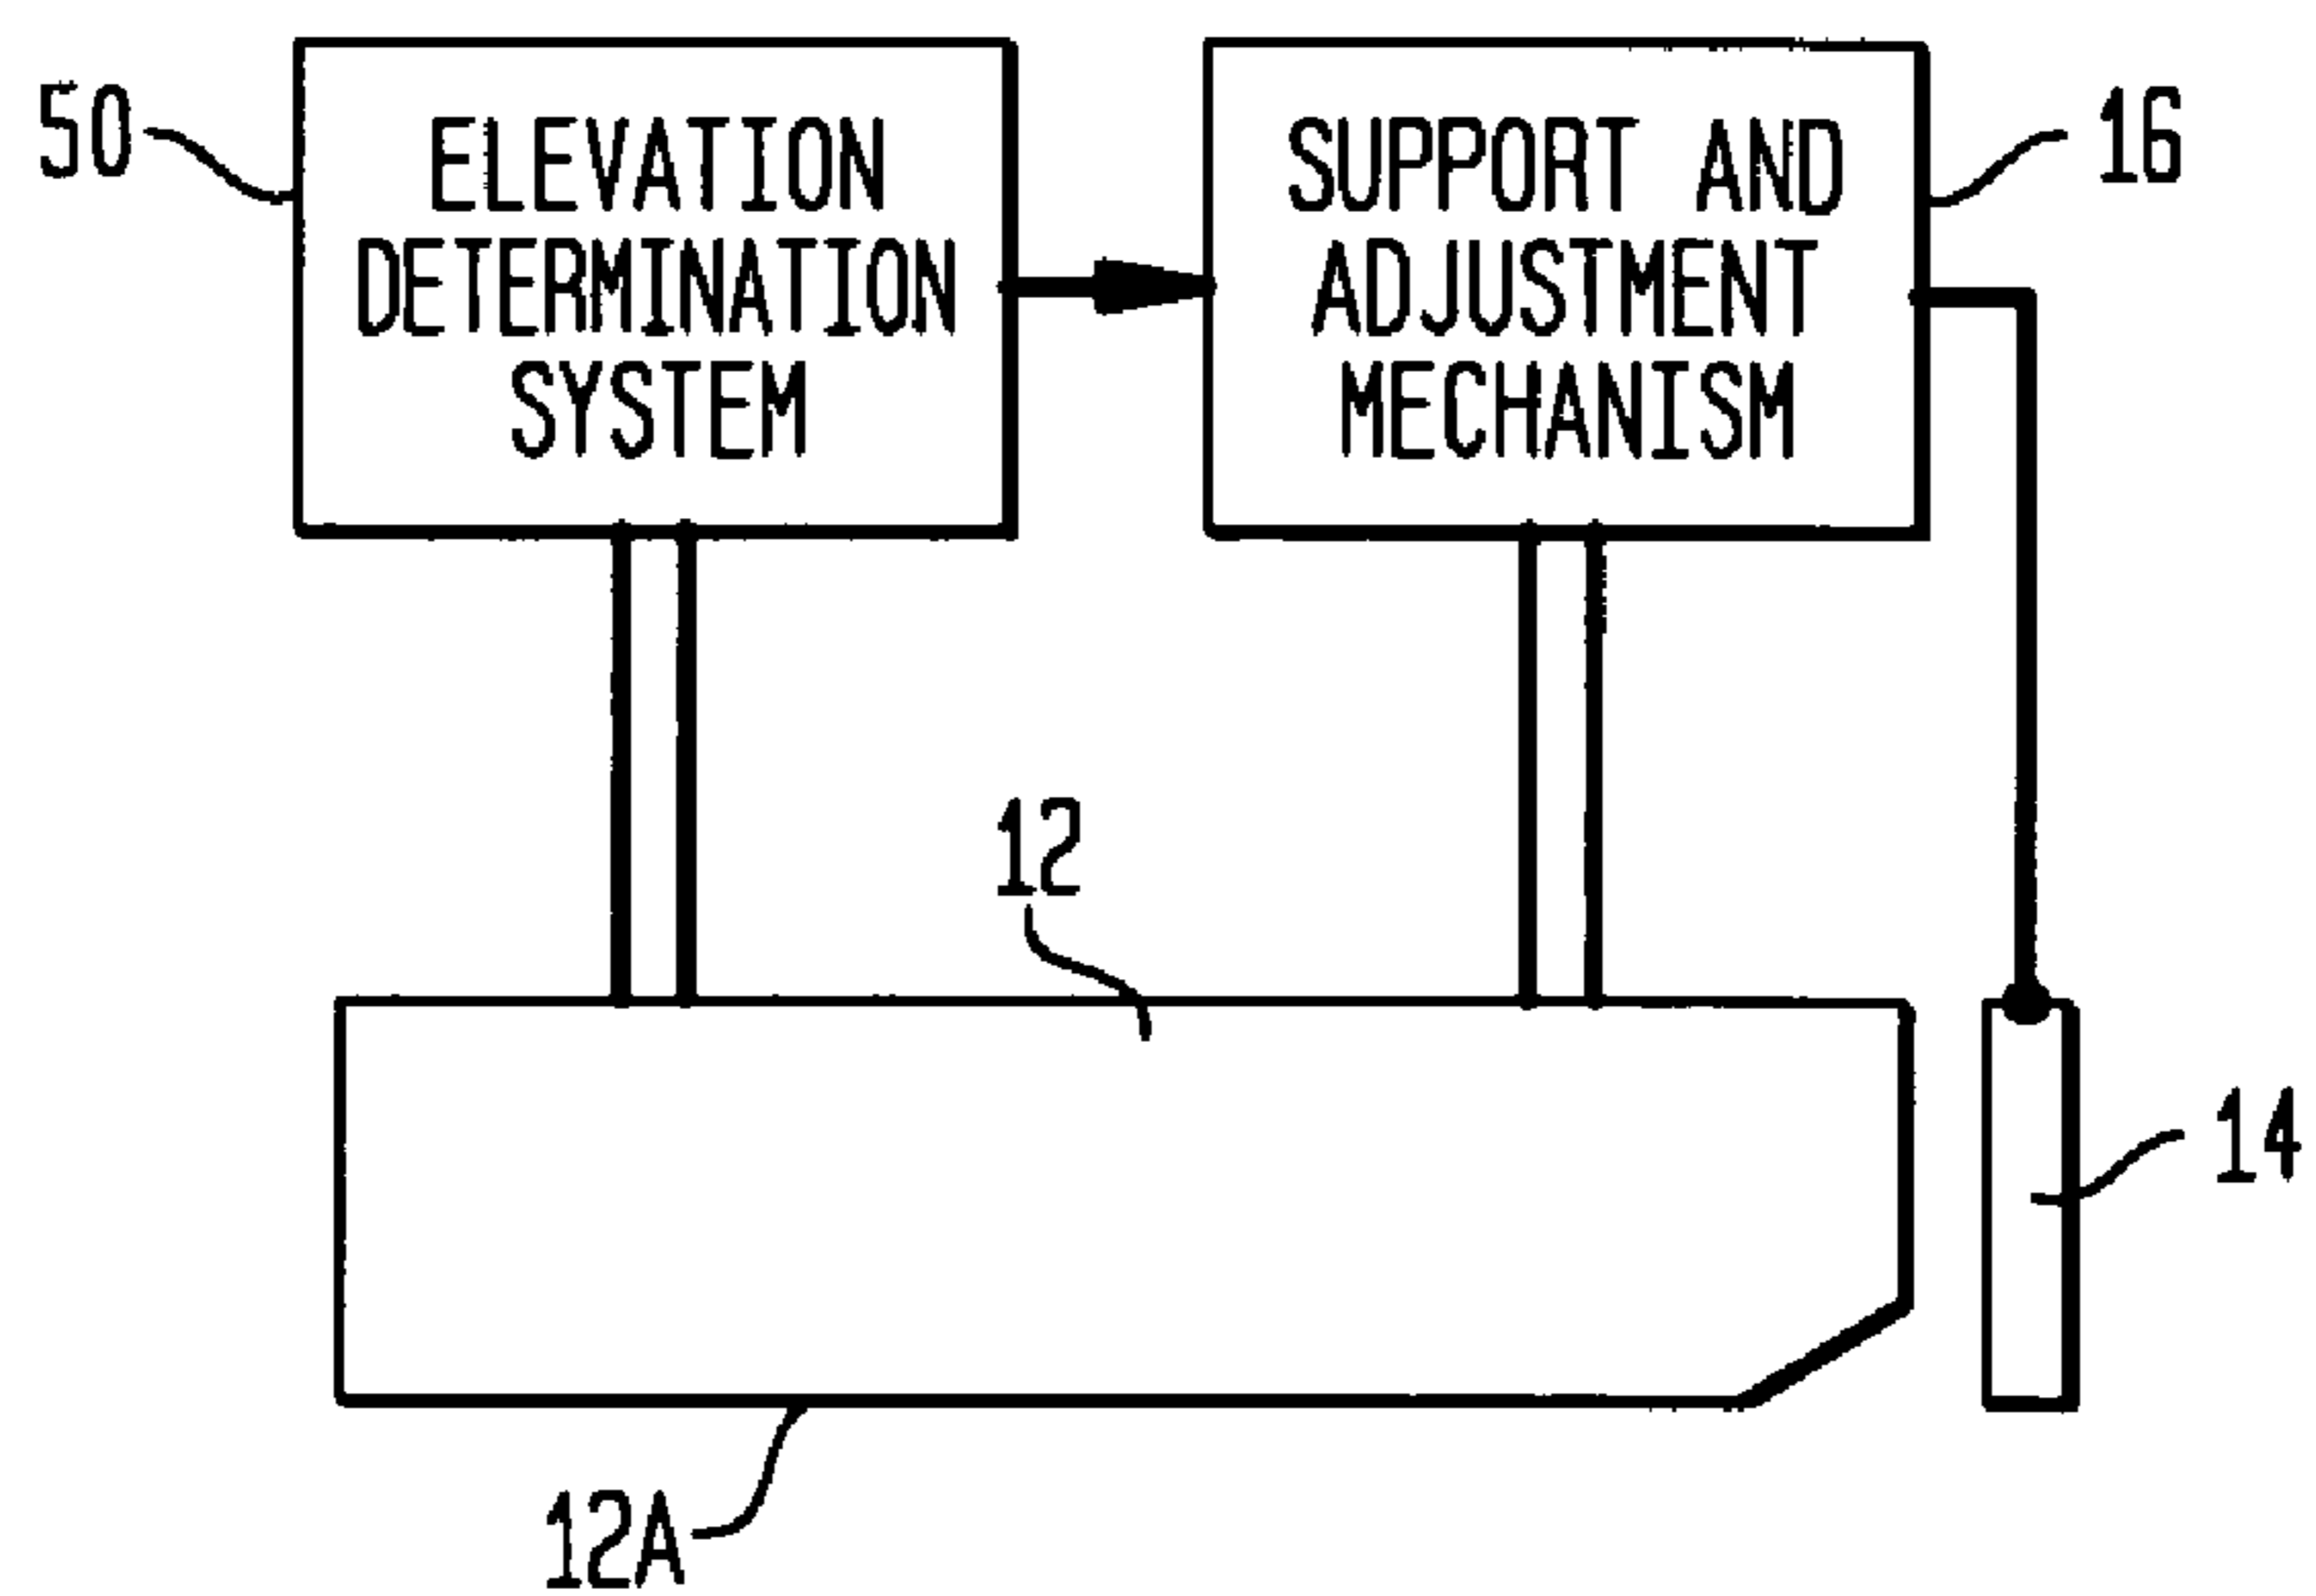 50
ELEVATION
DETERMINATION
SYSTEM
SUPPORT AND
ADJUSTMENT
MECHANISM
16
12
14
12A